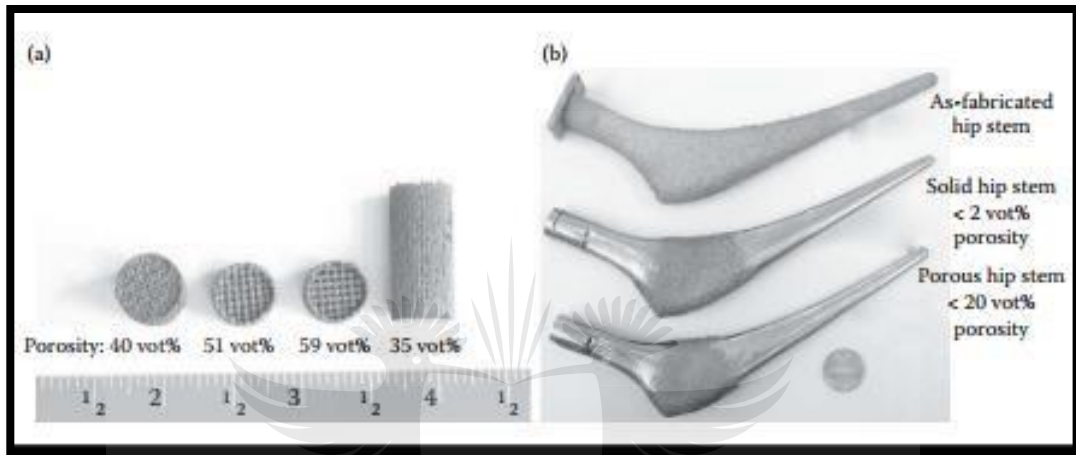 (a)
Porosity: 40 vot% 51 vot% 59 vot% 35 vot%
1 2 2 1 2 3 1 2 4 1 2
(b)
As-fabricated
hip stem
Solid hip stem
< 2 vot%
porosity
Porous hip stem
< 20 vot%
porosity